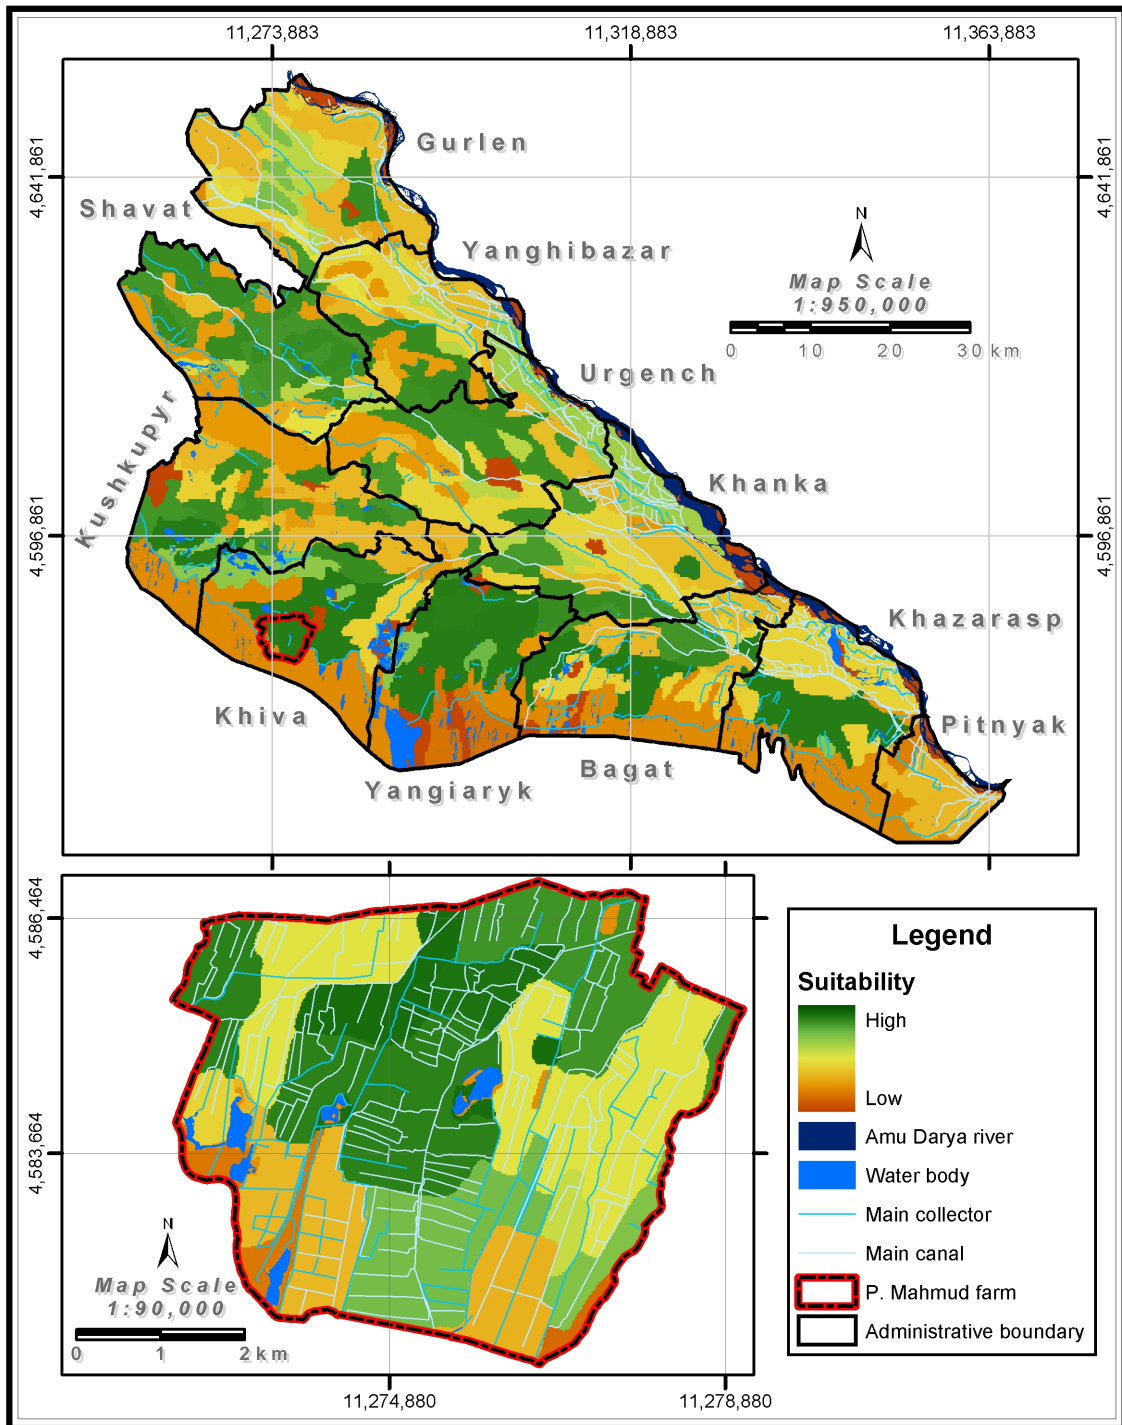 11,273,883
11,318,883
11,363,883
4,641,861
4,641,861
Gurlen
Shavat
Yanghibazar
N
Map Scale
1:950,000
0 10 20 30 km
Urgench
Kushkupyr
Khanka
4,596,861
4,596,861
Khazarasp
Khiva
Pitnyak
Bagat
Yangiaryk
4,586,464
4,583,664
N
Map Scale
1:90,000
0 1 2 km
11,274,880
11,278,880
Legend
Suitability
High
Low
Amu Darya river
Water body
Main collector
Main canal
P. Mahmud farm
Administrative boundary